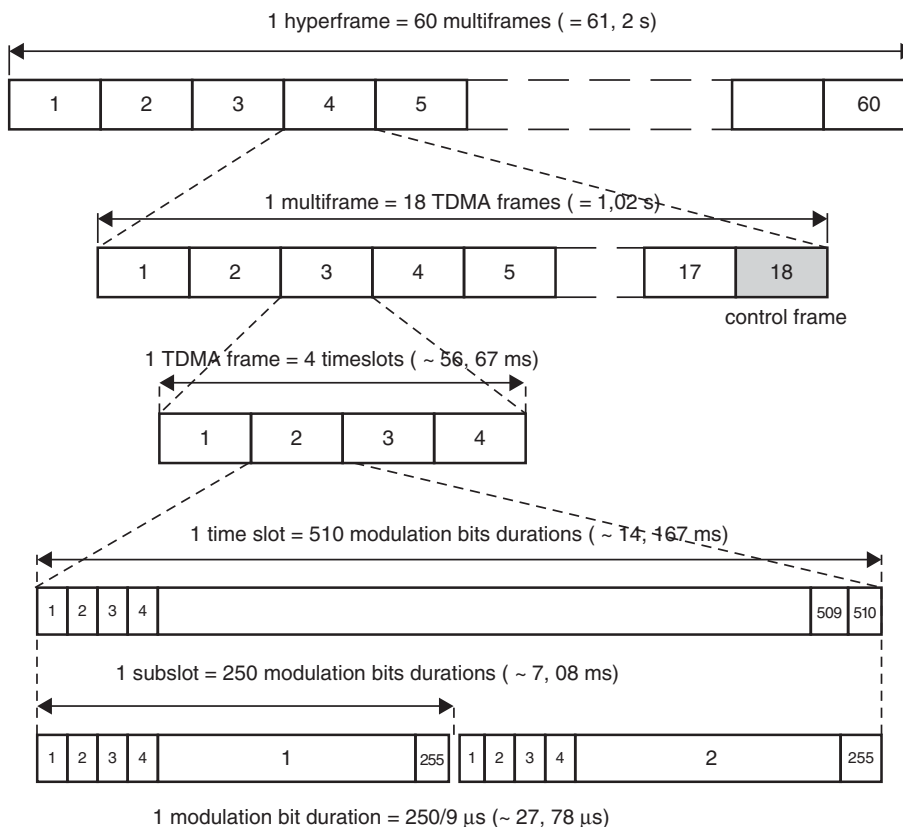 1 hyperframe = 60 multiframes ( = 61, 2 s)
1 2 3 4 5 60
1 multiframe = 18 TDMA frames ( = 1,02 s)
1 2 3 4 5 17 18
control frame
1 TDMA frame = 4 timeslots ( ~ 56, 67 ms)
1 2 3 4
1 time slot = 510 modulation bits durations ( ~ 14, 167 ms)
1 2 3 4 509 510
1 subslot = 250 modulation bits durations ( ~ 7, 08 ms)
1 2 3 4 1 255 1 2 3 4 2 255
1 modulation bit duration = 250/9 μs (~ 27, 78 μs)